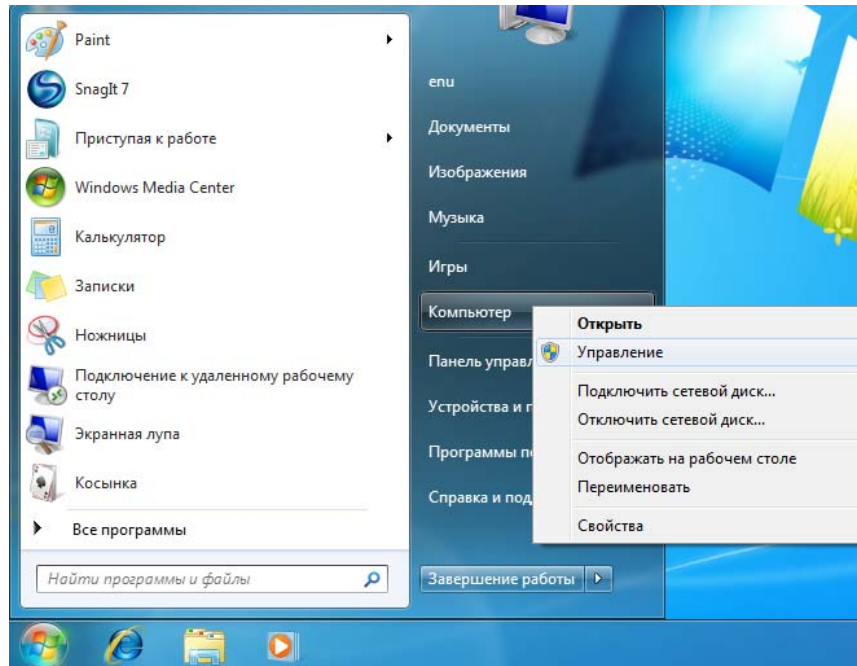 Paint
SnagIt 7
Приступая к работе
Windows Media Center
Калькулятор
Записки
Ножницы
Подключение к удаленному рабочему
столу
Экранная лупа
Косынка
Все программы
Найти программы и файлы
enu
Документы
Изображения
Музыка
Игры
Компьютер
Панель управл
Устройства и п
Программы по
Справка и под
Завершение работы
Открыть
Управление
Подключить сетевой диск...
Отключить сетевой диск...
Отображать на рабочем столе
Переименовать
Свойства